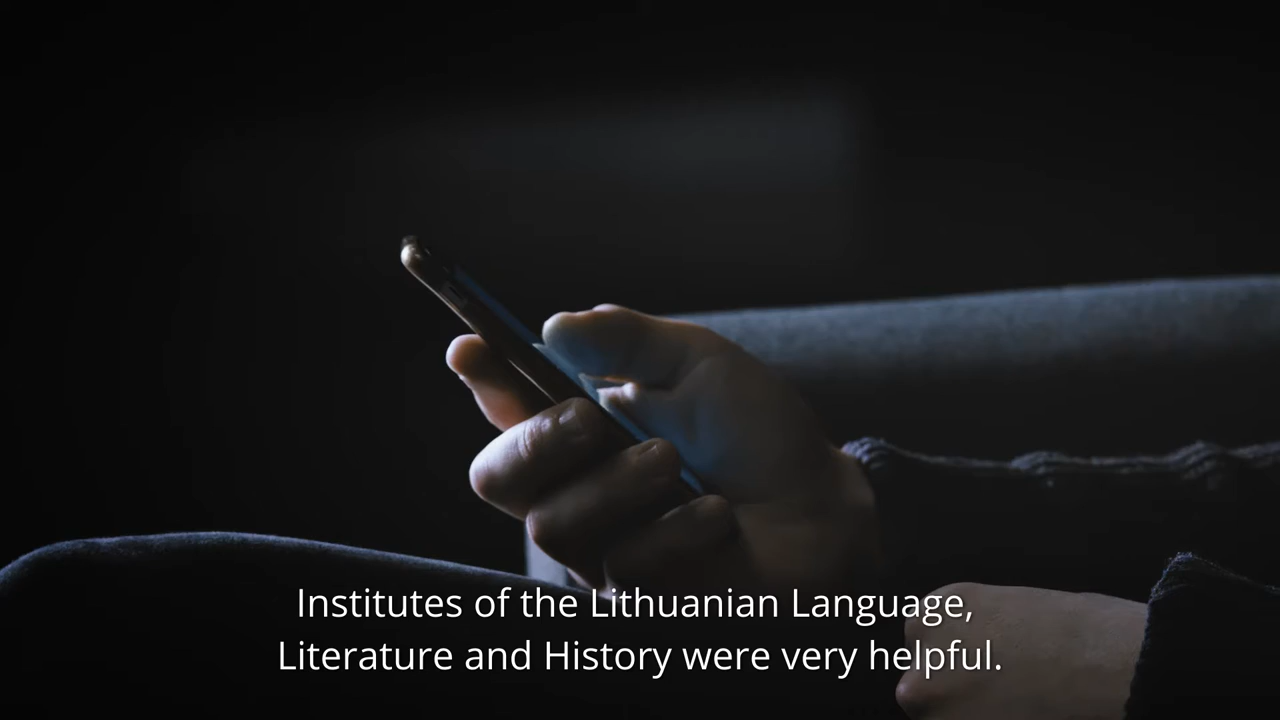 Institutes of the Lithuanian Language,
Literature and History were very helpful.